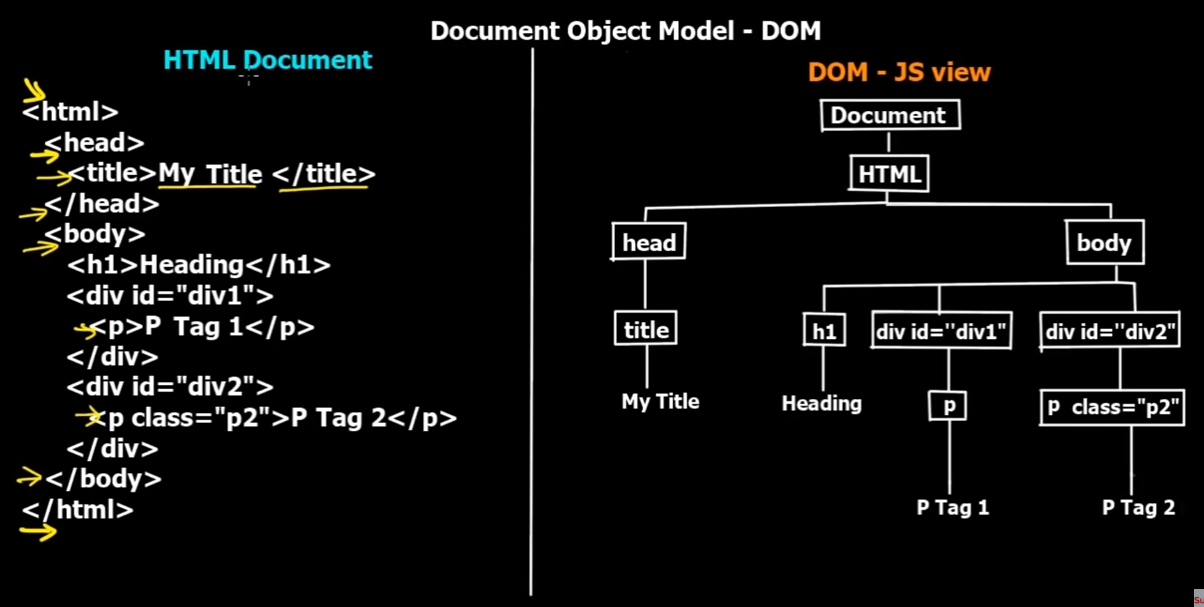 Document Object Model - DOM
HTML Document
<html>
<head>
<title>My Title </title>
</head>
<body>
<h1>Heading</h1>
<div id="div1">
<p>P Tag 1</p>
</div>
<div id="div2">
<p class="p2">P Tag 2</p>
</div>
</body>
</html>
DOM - JS view
Document
HTML
head body
title h1 div id="div1" div id="div2"
My Title Heading p p class="p2"
P Tag 1 P Tag 2